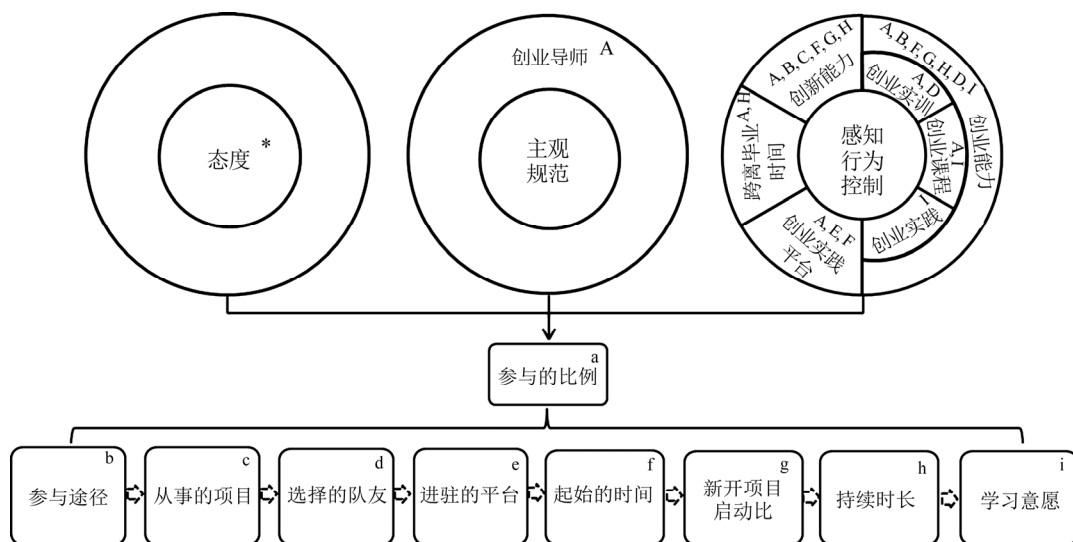 态度
*
创业导师
A
主观
规范
A,B,C,F,G,H
创新能力
A,B,F,G,H,D,I
创业能力
A,D
创业实训
A,I
创业课程
I
创业实践
A,H
跨离毕业
时间
A,E,F
创业实践
平台
感知
行为
控制
a
参与的比例
b
参与途径
c
从事的项目
d
选择的队友
e
进驻的平台
f
起始的时间
g
新开项目
启动比
h
持续时长
i
学习意愿